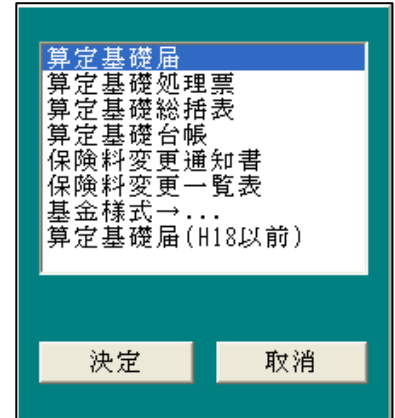 算定基礎届
算定基礎処理票
算定基礎総括表
算定基礎台帳
保険料変更通知書
保険料変更一覧表
基金様式→...
算定基礎届(H18以前)
決定
取消